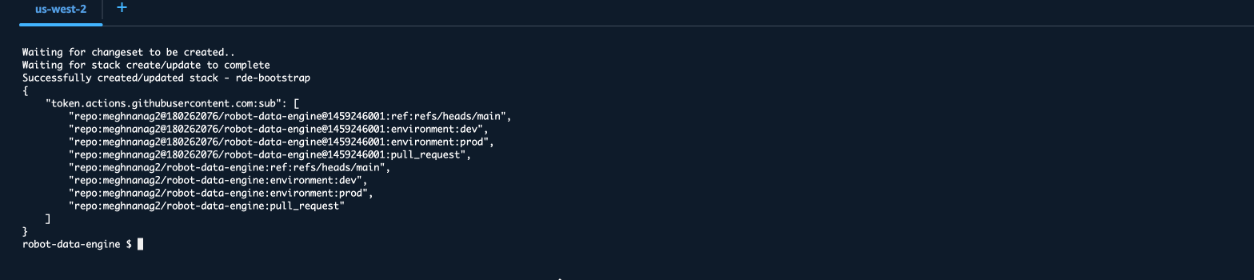 us-west-2 +
Waiting for changeset to be created..
Waiting for stack create/update to complete
Successfully created/updated stack - rde-bootstrap
{
    "token.actions.githubusercontent.com:sub": [
        "repo:meghnanag2@180262076/robot-data-engine@1459246001:ref:refs/heads/main",
        "repo:meghnanag2@180262076/robot-data-engine@1459246001:environment:dev",
        "repo:meghnanag2@180262076/robot-data-engine@1459246001:environment:prod",
        "repo:meghnanag2@180262076/robot-data-engine@1459246001:pull_request",
        "repo:meghnanag2/robot-data-engine:ref:refs/heads/main",
        "repo:meghnanag2/robot-data-engine:environment:dev",
        "repo:meghnanag2/robot-data-engine:environment:prod",
        "repo:meghnanag2/robot-data-engine:pull_request"
    ]
}
robot-data-engine $